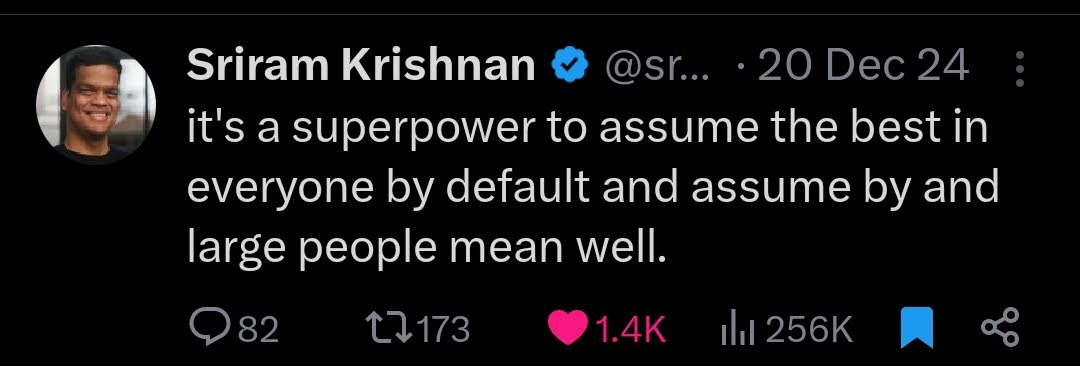 Sriram Krishnan @sr... · 20 Dec 24
it's a superpower to assume the best in
everyone by default and assume by and
large people mean well.
82 173 1.4K 256K